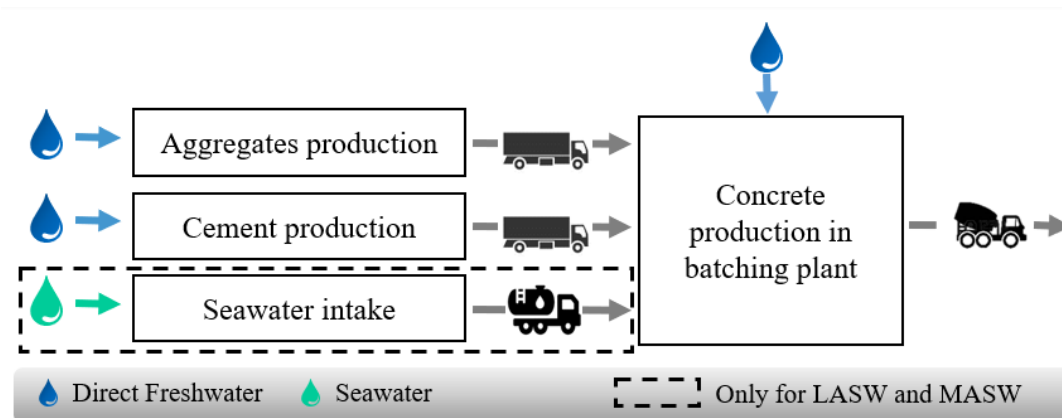 Aggregates production
Cement production
Seawater intake
Concrete
production in
batching plant
Direct Freshwater
Seawater
Only for LASW and MASW